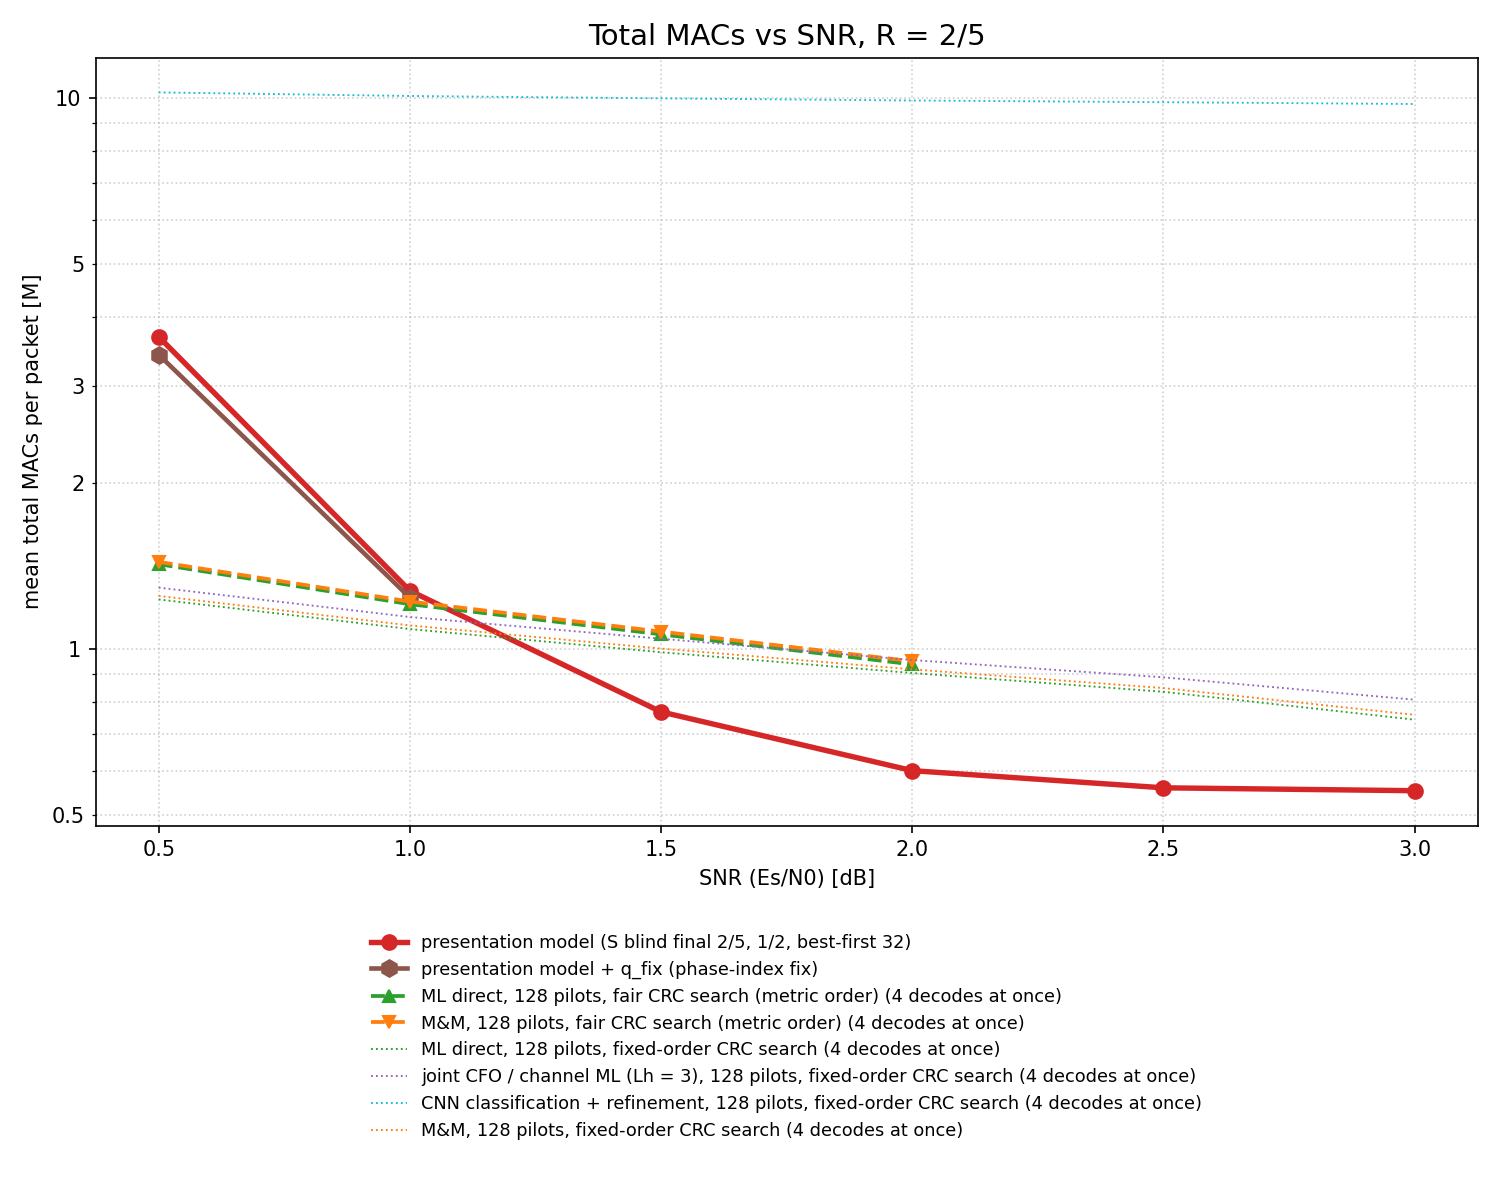 Total MACs vs SNR, R = 2/5
mean total MACs per packet [M]
10
5
3
2
1
0.5
0.5 1.0 1.5 2.0 2.5 3.0
SNR (Es/N0) [dB]
presentation model (S blind final 2/5, 1/2, best-first 32)
presentation model + q_fix (phase-index fix)
ML direct, 128 pilots, fair CRC search (metric order) (4 decodes at once)
M&M, 128 pilots, fair CRC search (metric order) (4 decodes at once)
ML direct, 128 pilots, fixed-order CRC search (4 decodes at once)
joint CFO / channel ML (Lh = 3), 128 pilots, fixed-order CRC search (4 decodes at once)
CNN classification + refinement, 128 pilots, fixed-order CRC search (4 decodes at once)
M&M, 128 pilots, fixed-order CRC search (4 decodes at once)